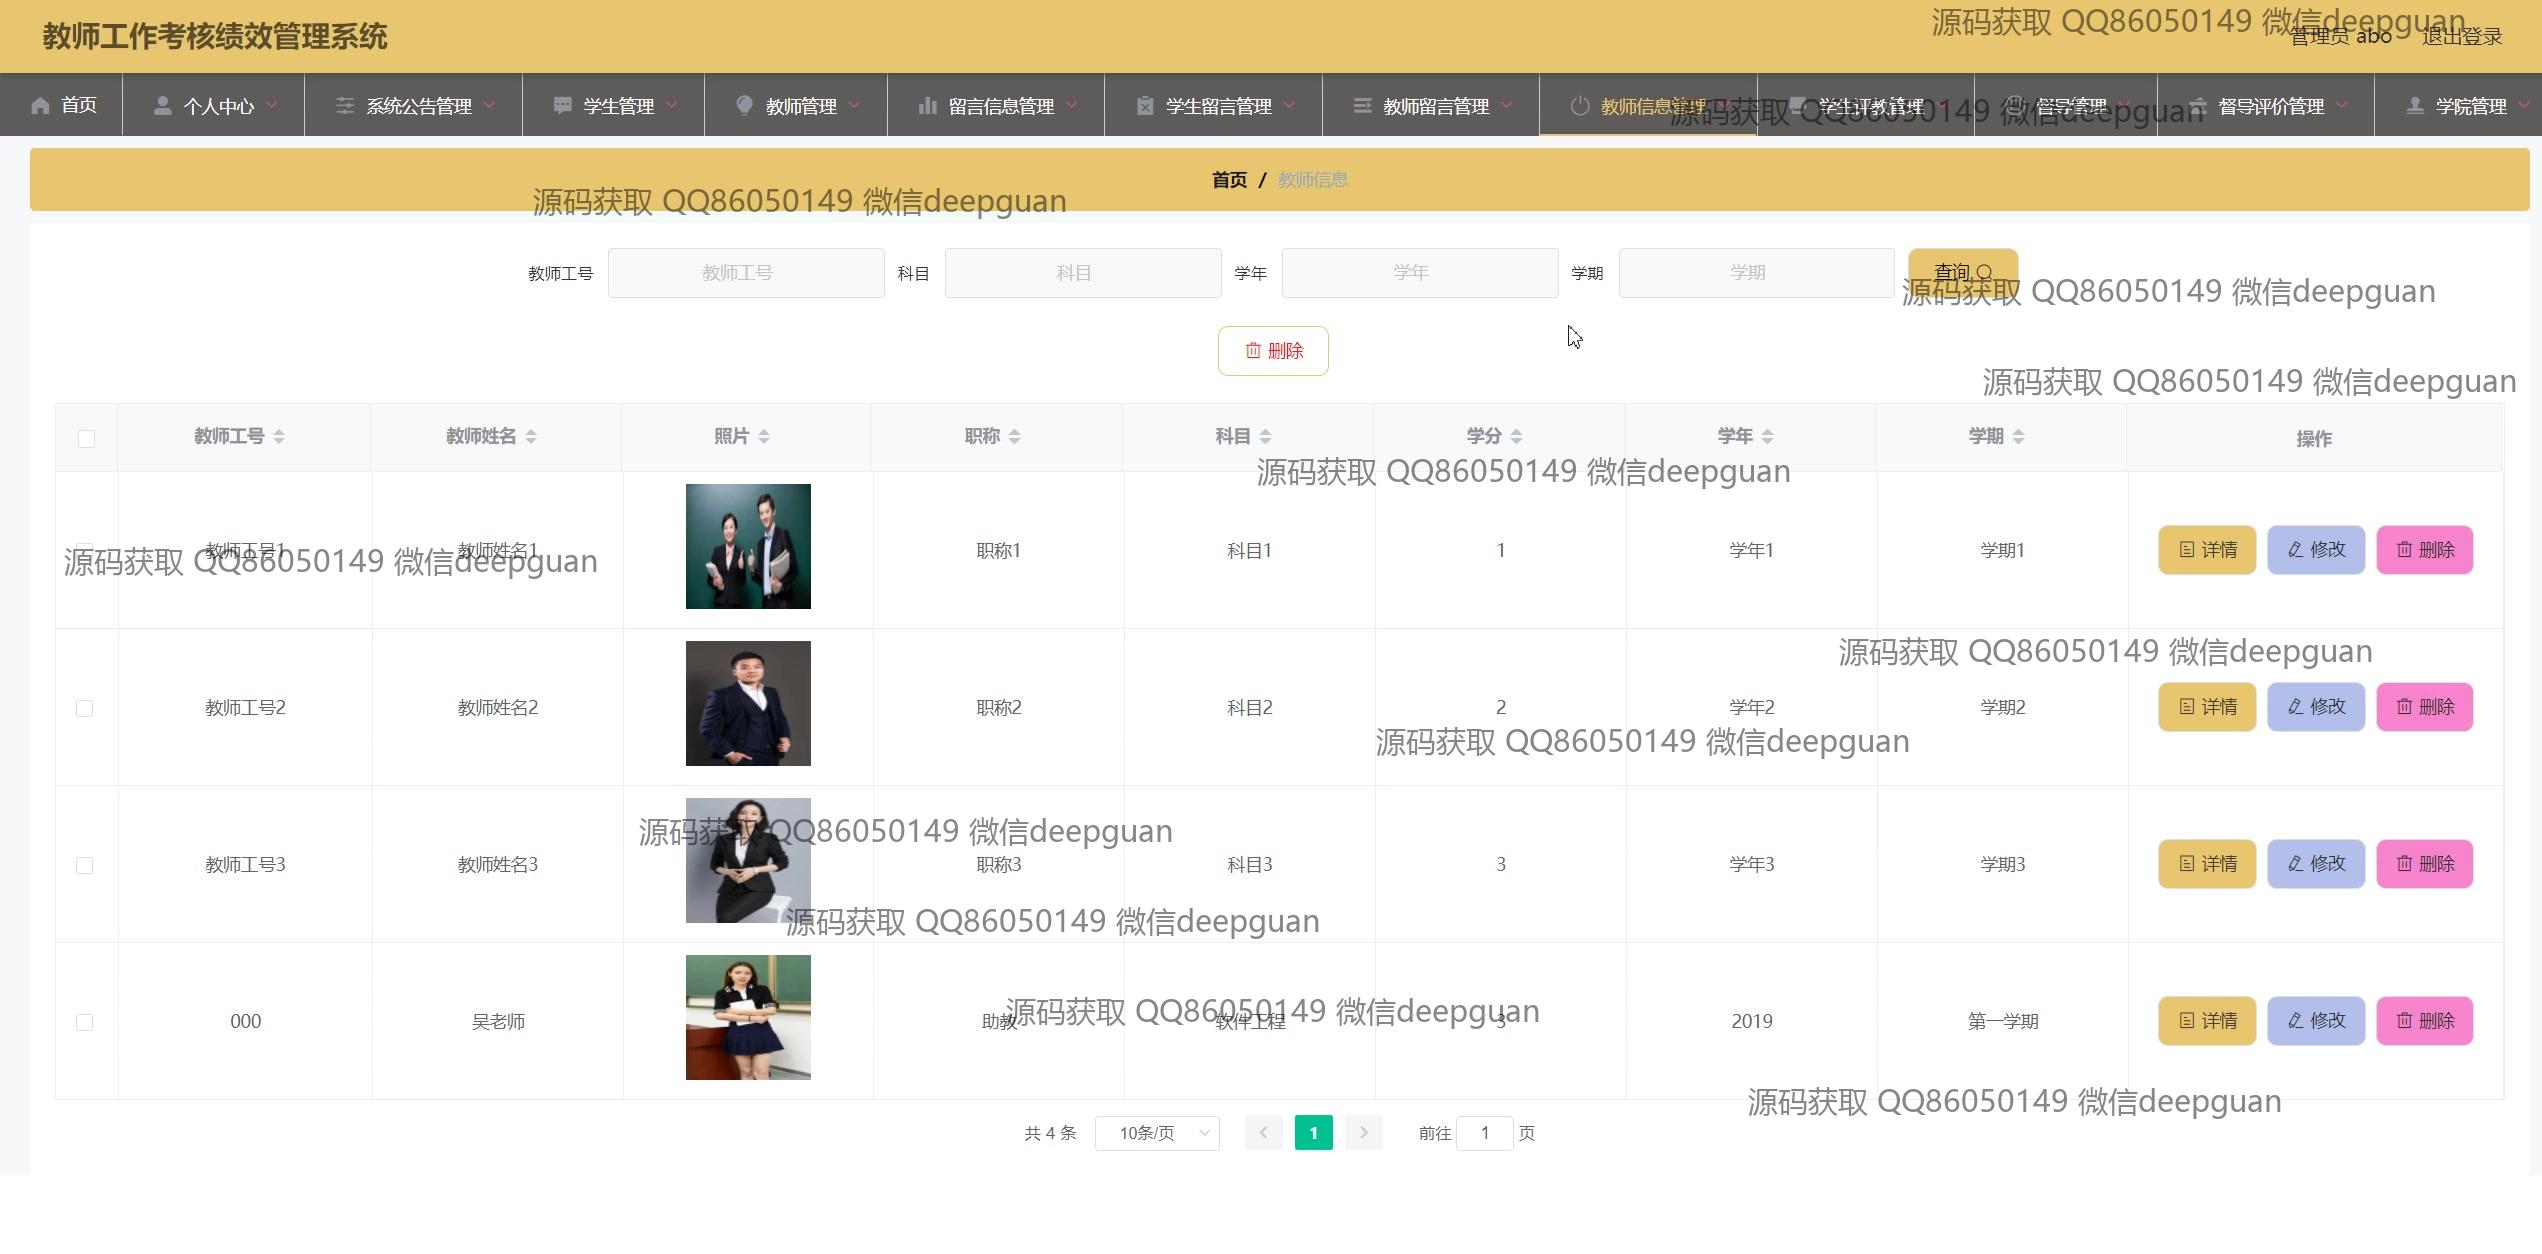 教师工作考核绩效管理系统
源码获取 QQ86050149 微信deepguan
管理员 abo 退出登录
首页 个人中心 系统公告管理 学生管理 教师管理 留言信息管理 学生留言管理 教师留言管理 教师信息管理 学生评教管理 督导管理 督导评价管理 学院管理
源码获取 QQ86050149 微信deepguan
首页 / 教师信息
源码获取 QQ86050149 微信deepguan
教师工号 教师工号 科目 科目 学年 学年 学期 学期 查询
源码获取 QQ86050149 微信deepguan
删除
源码获取 QQ86050149 微信deepguan
教师工号 教师姓名 照片 职称 科目 学分 学年 学期 操作
源码获取 QQ86050149 微信deepguan
教师工号1 教师姓名1 职称1 科目1 1 学年1 学期1 详情 修改 删除
源码获取 QQ86050149 微信deepguan
源码获取 QQ86050149 微信deepguan
教师工号2 教师姓名2 职称2 科目2 2 学年2 学期2 详情 修改 删除
源码获取 QQ86050149 微信deepguan
源码获取 QQ86050149 微信deepguan
教师工号3 教师姓名3 职称3 科目3 3 学年3 学期3 详情 修改 删除
源码获取 QQ86050149 微信deepguan
源码获取 QQ86050149 微信deepguan
000 吴老师 助教 软件工程 3 2019 第一学期 详情 修改 删除
源码获取 QQ86050149 微信deepguan
共 4 条 10条/页 1 前往 1 页